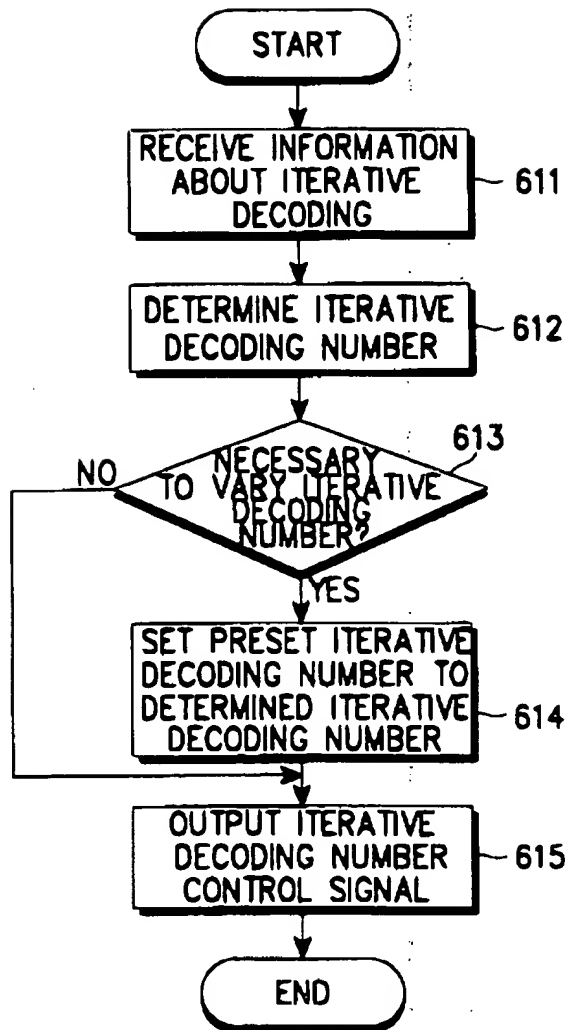 START
RECEIVE INFORMATION
ABOUT ITERATIVE
DECODING
611
DETERMINE ITERATIVE
DECODING NUMBER
612
613
NECESSARY
TO VARY ITERATIVE
DECODING
NUMBER?
NO
YES
SET PRESET ITERATIVE
DECODING NUMBER TO
DETERMINED ITERATIVE
DECODING NUMBER
614
OUTPUT ITERATIVE
DECODING NUMBER
CONTROL SIGNAL
615
END